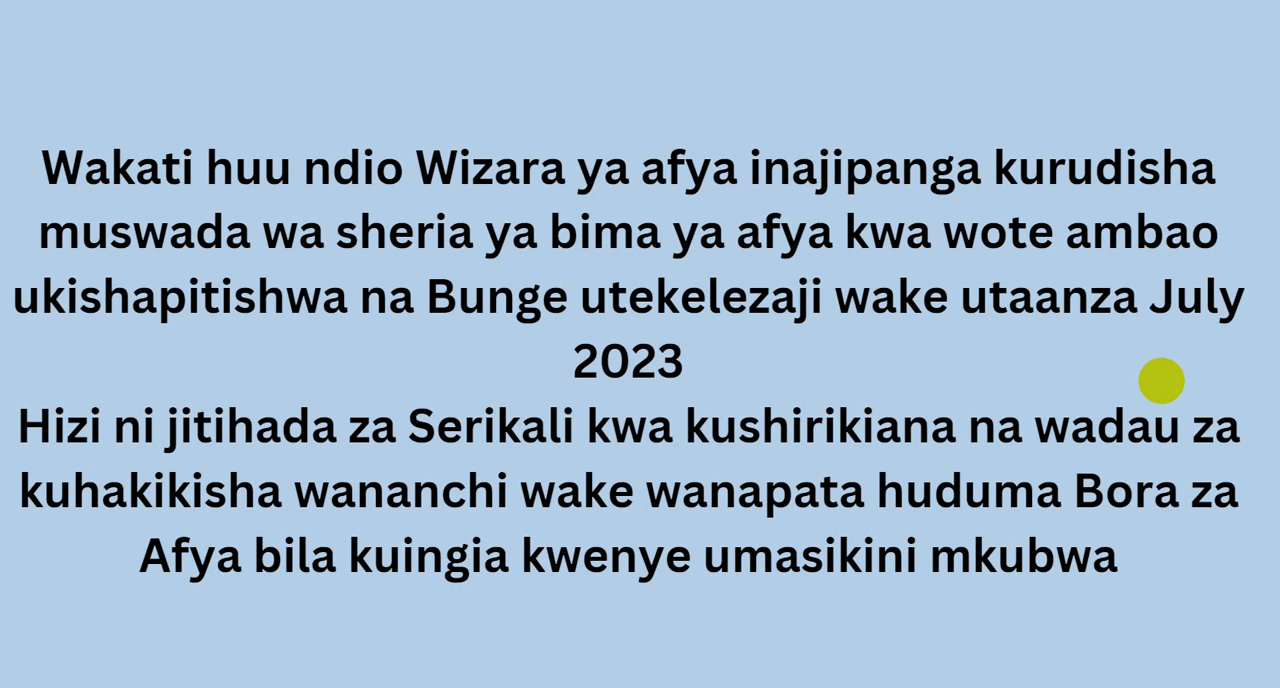 Wakati huu ndio Wizara ya afya inajipanga kurudisha
muswada wa sheria ya bima ya afya kwa wote ambao
ukishapitishwa na Bunge utekelezaji wake utaanza July
2023
Hizi ni jitihada za Serikali kwa kushirikiana na wadau za
kuhakikisha wananchi wake wanapata huduma Bora za
Afya bila kuingia kwenye umasikini mkubwa